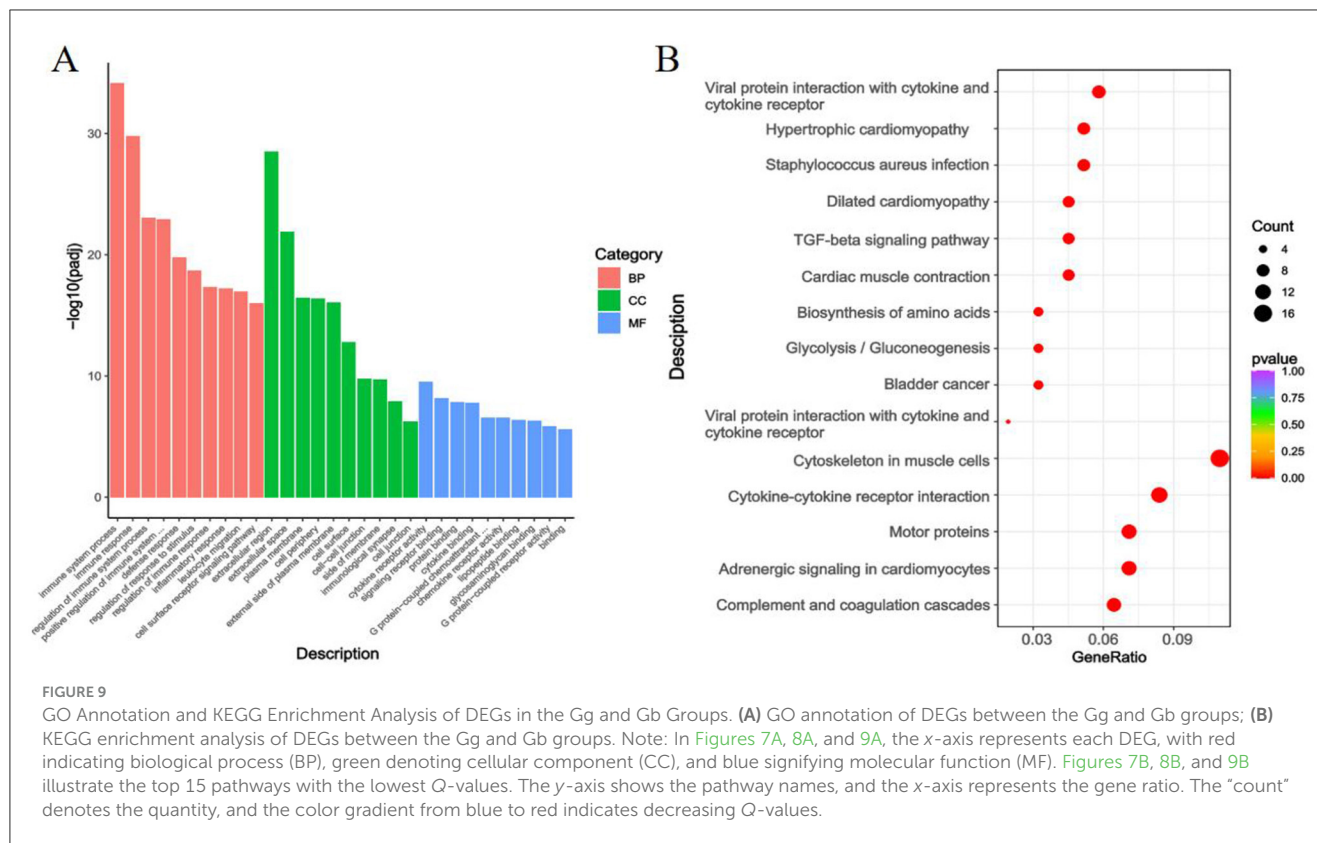 A
30
20
10
0
-log10(padj)
Category
BP
CC
MF
immune system process
immune response
regulation of immune system process
positive regulation of immune system ...
defense response
regulation of response to stimulus
regulation of immune response
inflammatory response
leukocyte migration
cell surface receptor signaling pathway
extracellular region
extracellular space
plasma membrane
cell periphery
external side of plasma membrane
cell surface
cell-cell junction
side of membrane
immunological synapse
cell junction
cytokine receptor activity
signaling receptor binding
protein binding
cytokine binding
G protein-coupled chemoattractant ...
chemokine receptor activity
lipopeptide binding
glycosaminoglycan binding
G protein-coupled receptor activity
binding
Description
B
Desciption
Viral protein interaction with cytokine and
cytokine receptor
Hypertrophic cardiomyopathy
Staphylococcus aureus infection
Dilated cardiomyopathy
TGF-beta signaling pathway
Cardiac muscle contraction
Biosynthesis of amino acids
Glycolysis / Gluconeogenesis
Bladder cancer
Viral protein interaction with cytokine and
cytokine receptor
Cytoskeleton in muscle cells
Cytokine-cytokine receptor interaction
Motor proteins
Adrenergic signaling in cardiomyocytes
Complement and coagulation cascades
0.03 0.06 0.09
GeneRatio
Count
4
8
12
16
pvalue
1.00
0.75
0.50
0.25
0.00
FIGURE 9
GO Annotation and KEGG Enrichment Analysis of DEGs in the Gg and Gb Groups. (A) GO annotation of DEGs between the Gg and Gb groups; (B)
KEGG enrichment analysis of DEGs between the Gg and Gb groups. Note: In Figures 7A, 8A, and 9A, the x-axis represents each DEG, with red
indicating biological process (BP), green denoting cellular component (CC), and blue signifying molecular function (MF). Figures 7B, 8B, and 9B
illustrate the top 15 pathways with the lowest Q-values. The y-axis shows the pathway names, and the x-axis represents the gene ratio. The “count”
denotes the quantity, and the color gradient from blue to red indicates decreasing Q-values.